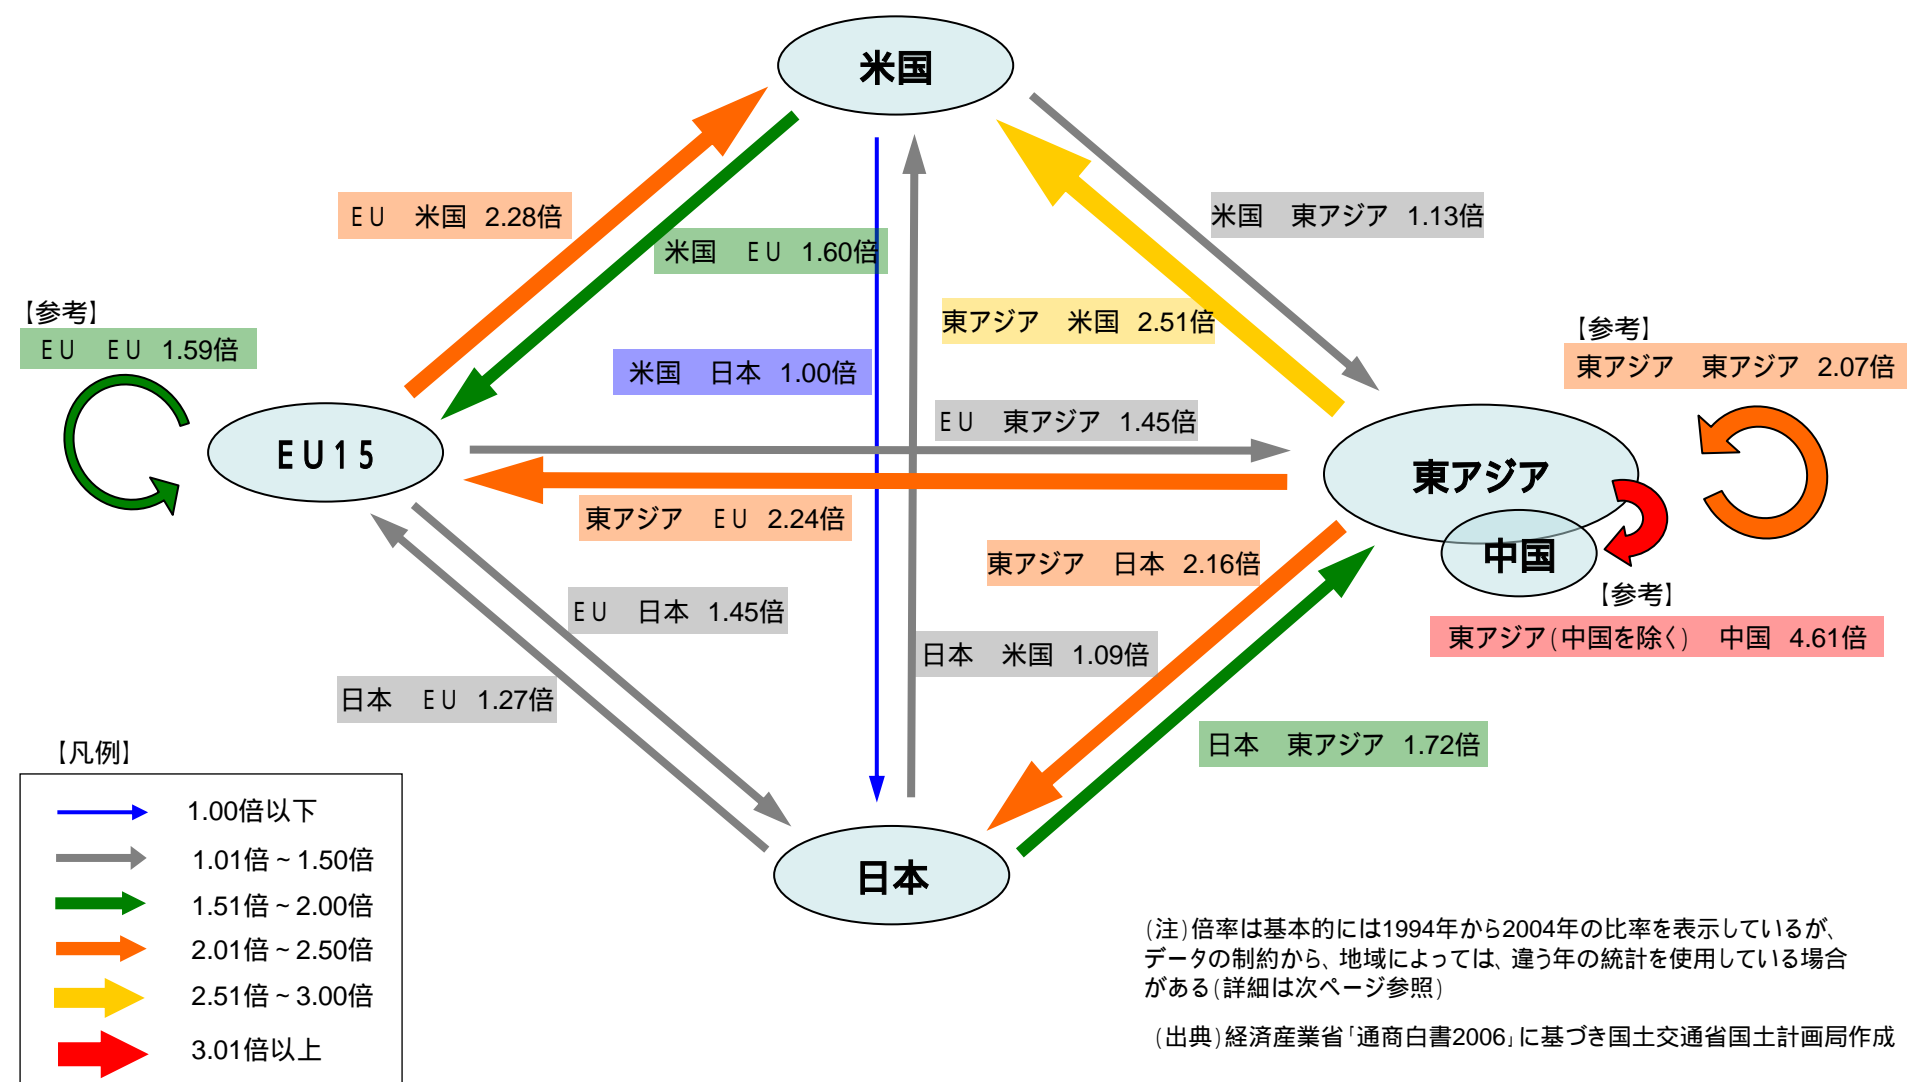 米国
EU　米国 2.28倍
米国　東アジア 1.13倍
米国　EU 1.60倍
【参考】
EU　EU 1.59倍
東アジア　米国 2.51倍
【参考】
東アジア　東アジア 2.07倍
米国　日本 1.00倍
EU　東アジア 1.45倍
EU15
東アジア
東アジア　EU 2.24倍
中国
東アジア　日本 2.16倍
【参考】
東アジア(中国を除く)　中国 4.61倍
EU　日本 1.45倍
日本　米国 1.09倍
日本　EU 1.27倍
日本　東アジア 1.72倍
【凡例】
1.00倍以下
1.01倍～1.50倍
1.51倍～2.00倍
2.01倍～2.50倍
2.51倍～3.00倍
3.01倍以上
日本
(注)倍率は基本的には1994年から2004年の比率を表示しているが、
データの制約から、地域によっては、違う年の統計を使用している場合
がある(詳細は次ページ参照)
(出典)経済産業省「通商白書2006」に基づき国土交通省国土計画局作成